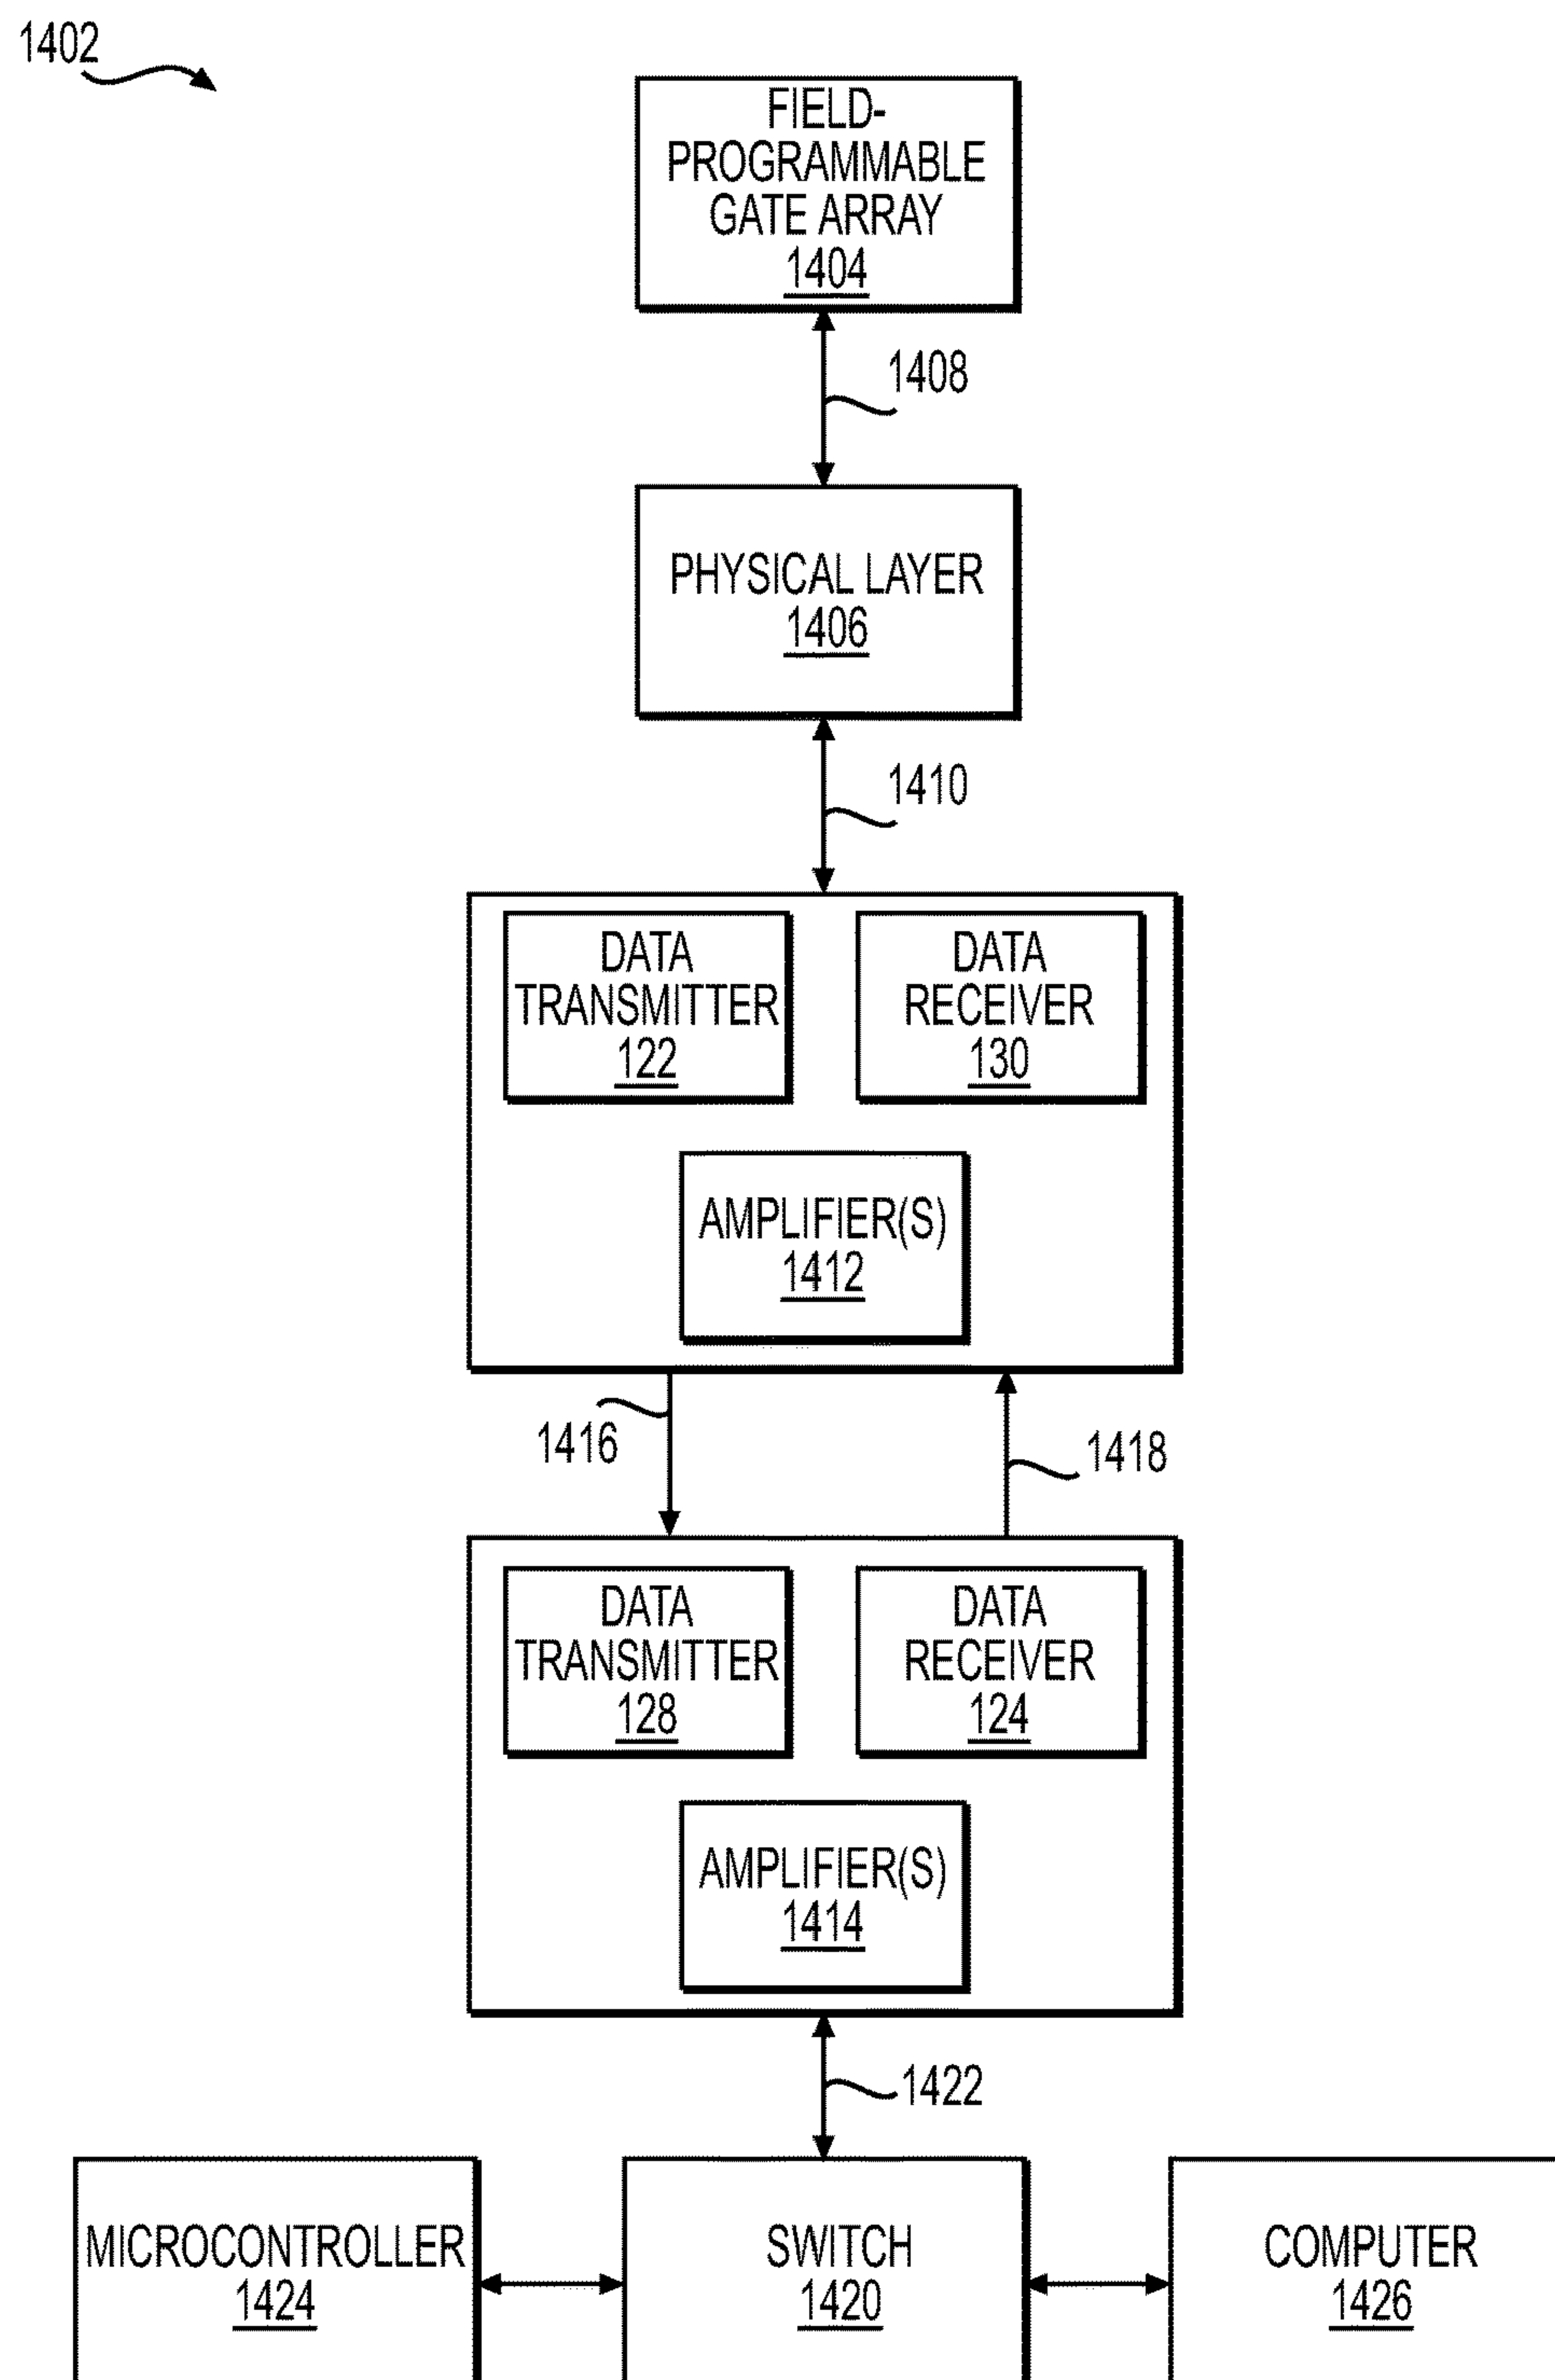 1402
FIELD-
PROGRAMMABLE
GATE ARRAY
1404
1408
PHYSICAL LAYER
1406
1410
DATA
TRANSMITTER
122
DATA
RECEIVER
130
AMPLIFIER(S)
1412
1416
1418
DATA
TRANSMITTER
128
DATA
RECEIVER
124
AMPLIFIER(S)
1414
1422
MICROCONTROLLER
1424
SWITCH
1420
COMPUTER
1426